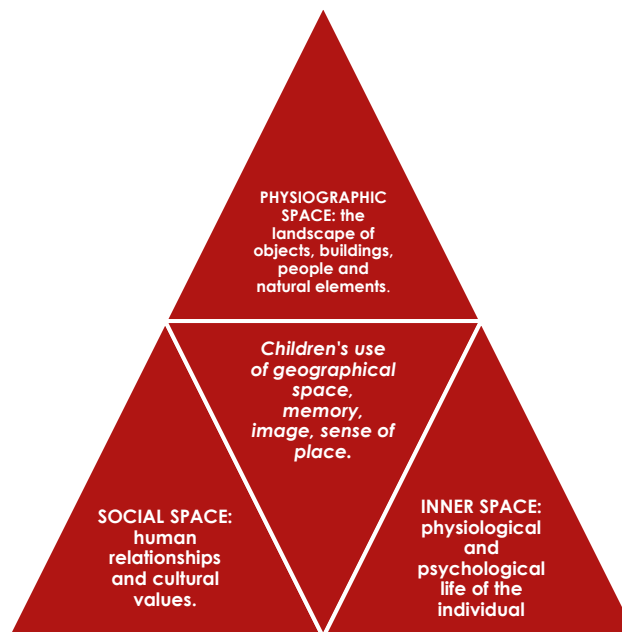 PHYSIOGRAPHIC
SPACE: the
landscape of
objects, buildings,
people and
natural elements.
Children's use
of geographical
space,
memory,
image, sense of
place.
SOCIAL SPACE:
human
relationships
and cultural
values.
INNER SPACE:
physiological
and
psychological
life of the
individual